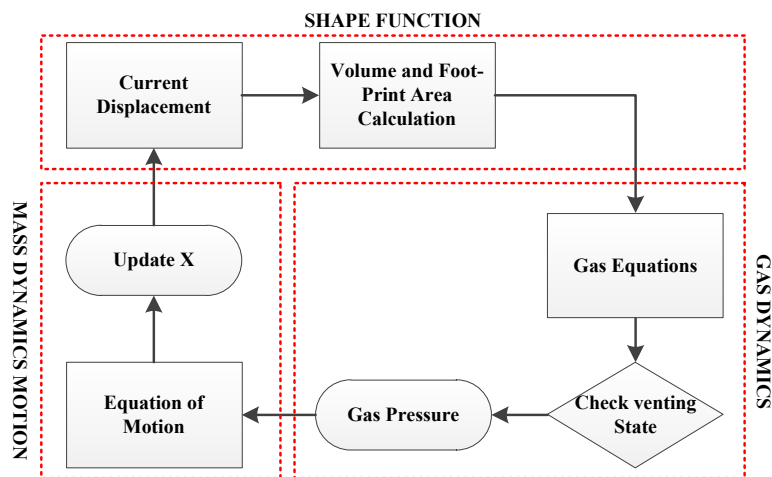 SHAPE FUNCTION
Current
Displacement
Volume and Foot-
Print Area
Calculation
MASS DYNAMICS MOTION
Update X
Equation of
Motion
GAS DYNAMICS
Gas Equations
Check venting
State
Gas Pressure